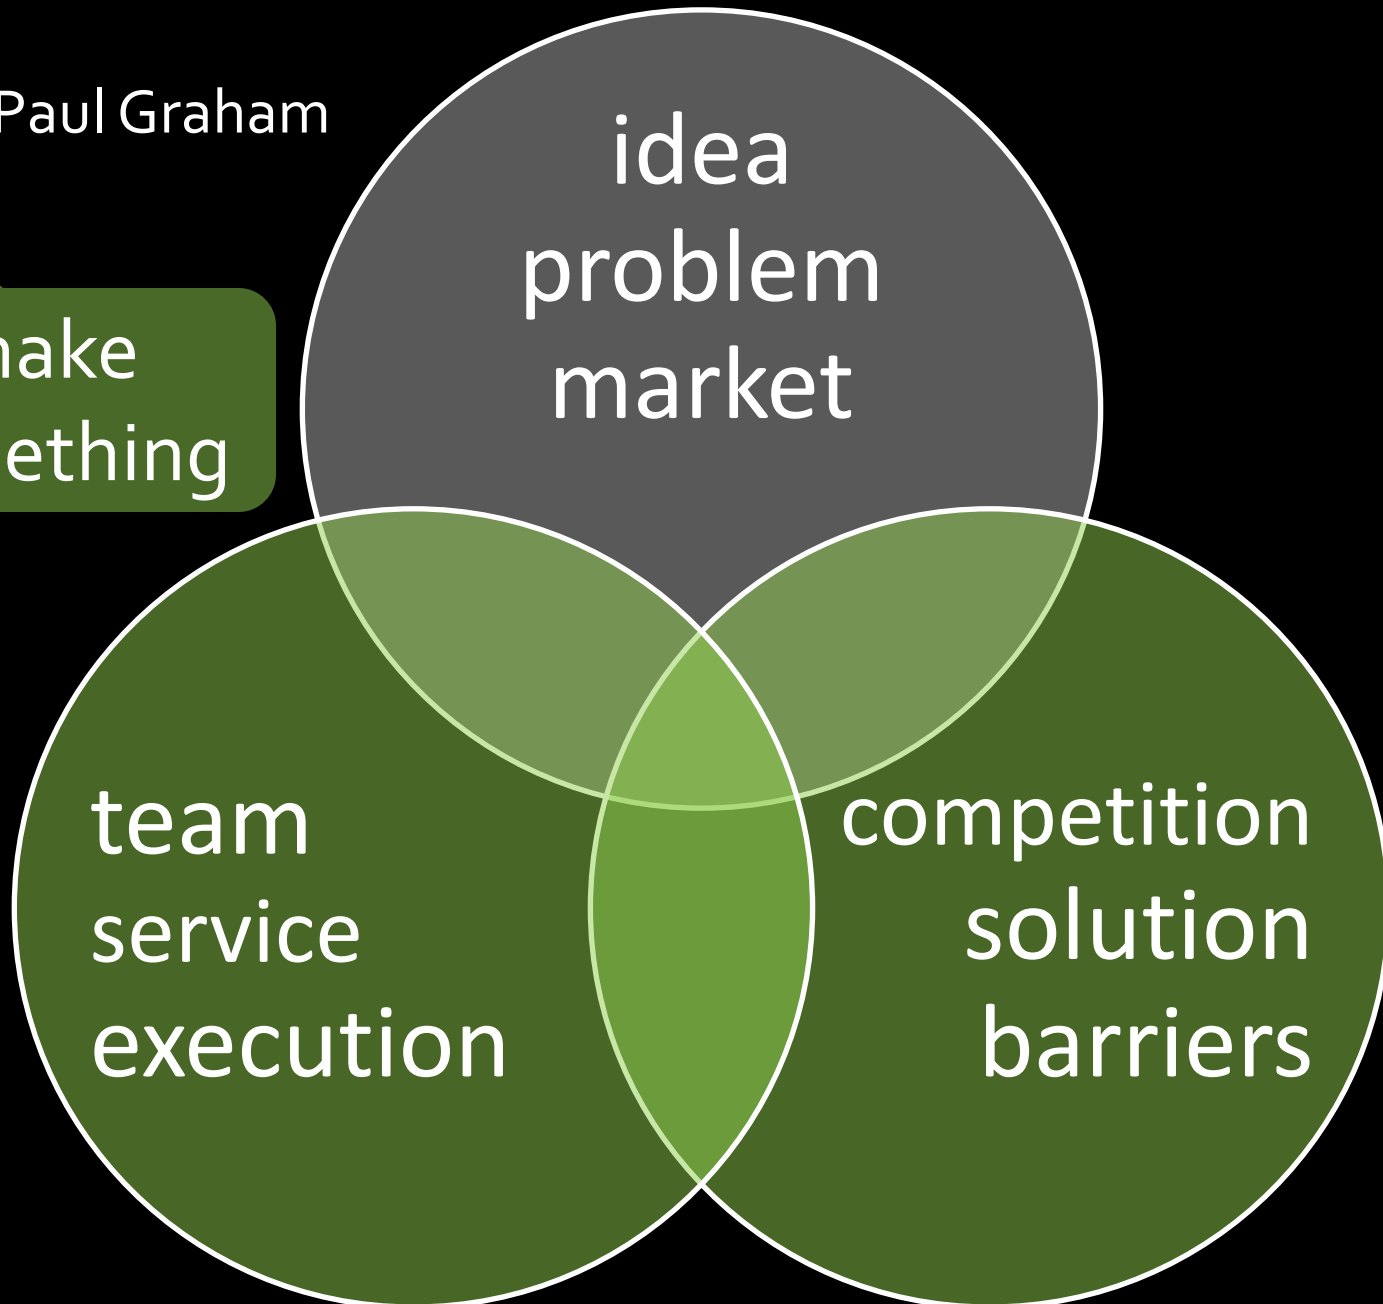 Paul Graham
idea
problem
market
ake
ething
team
service
execution
competition
solution
barriers